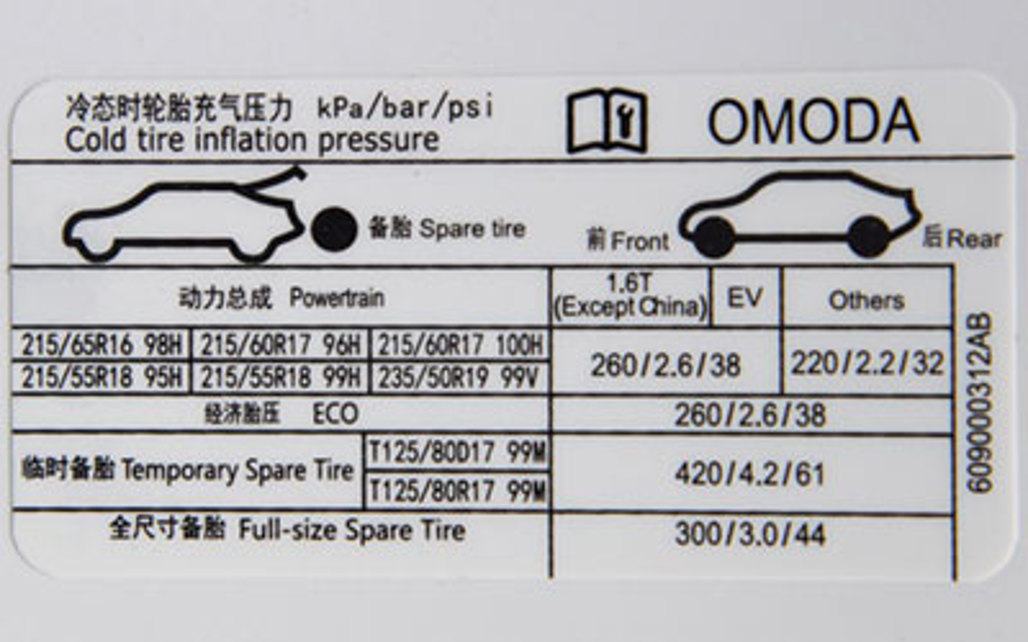 冷态时轮胎充气压力 kPa/bar/psi
Cold tire inflation pressure
OMODA
备胎 Spare tire
前 Front
后 Rear
动力总成 Powertrain
1.6T
(Except China)
EV
Others
215/65R16 98H 215/60R17 96H 215/60R17 100H
215/55R18 95H 215/55R18 99H 235/50R19 99V
260/2.6/38
220/2.2/32
经济胎压 ECO
260/2.6/38
临时备胎 Temporary Spare Tire
T125/80D17 99M
T125/80R17 99M
420/4.2/61
全尺寸备胎 Full-size Spare Tire
300/3.0/44
609000312AB